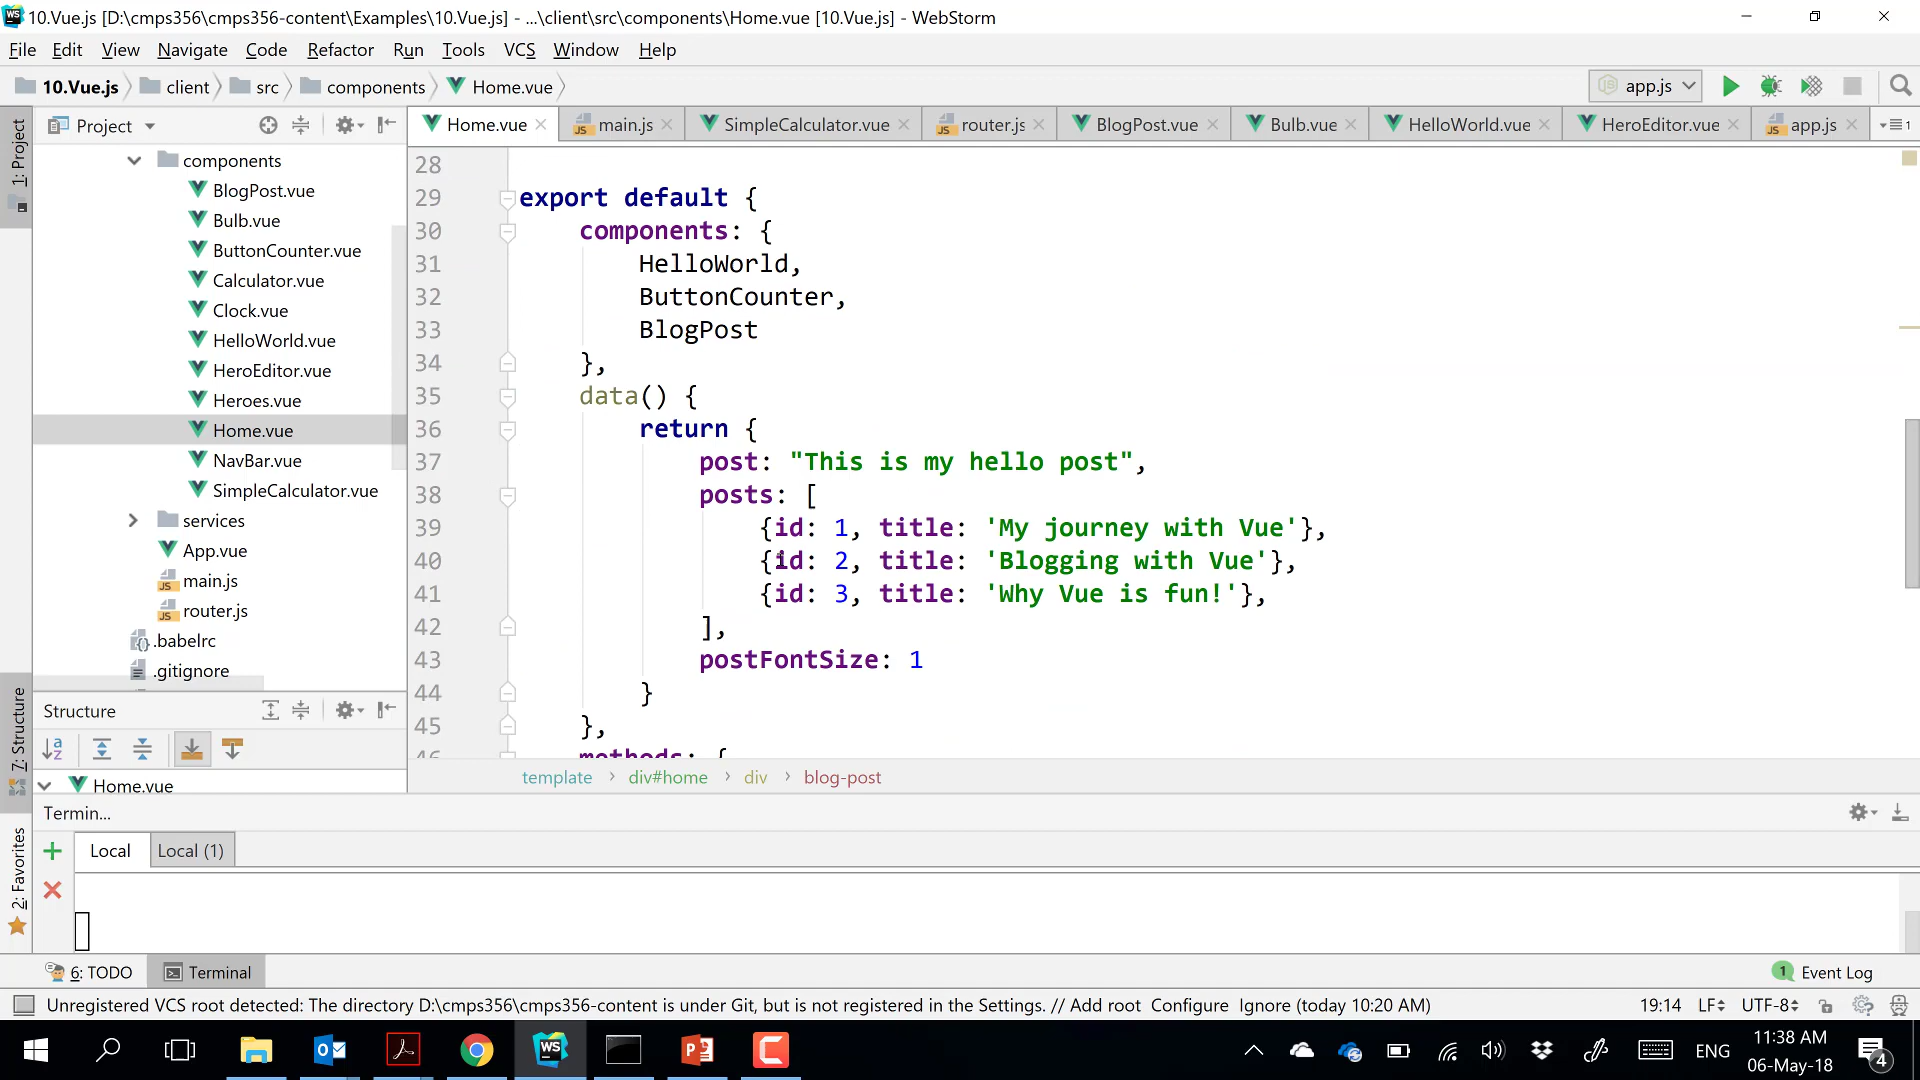 10.Vue.js [D:\cmps356\cmps356-content\Examples\10.Vue.js] - ...\client\src\components\Home.vue [10.Vue.js] - WebStorm
File Edit View Navigate Code Refactor Run Tools VCS Window Help
10.Vue.js client src components Home.vue app.js
1: Project
Project
Home.vue main.js SimpleCalculator.vue router.js BlogPost.vue Bulb.vue HelloWorld.vue HeroEditor.vue app.js 1
components
BlogPost.vue
Bulb.vue
ButtonCounter.vue
Calculator.vue
Clock.vue
HelloWorld.vue
HeroEditor.vue
Heroes.vue
Home.vue
NavBar.vue
SimpleCalculator.vue
services
App.vue
main.js
router.js
.babelrc
.gitignore
28
29 export default {
30 components: {
31 HelloWorld,
32 ButtonCounter,
33 BlogPost
34 },
35 data() {
36 return {
37 post: "This is my hello post",
38 posts: [
39 {id: 1, title: 'My journey with Vue'},
40 {id: 2, title: 'Blogging with Vue'},
41 {id: 3, title: 'Why Vue is fun!'},
42 ],
43 postFontSize: 1
44 }
45 },
46 methods: {
template div#home div blog-post
7: Structure
Structure
Home.vue
2: Favorites
Termin...
Local Local (1)
6: TODO Terminal 1 Event Log
Unregistered VCS root detected: The directory D:\cmps356\cmps356-content is under Git, but is not registered in the Settings. // Add root Configure Ignore (today 10:20 AM) 19:14 LF UTF-8
ENG
11:38 AM
06-May-18
4